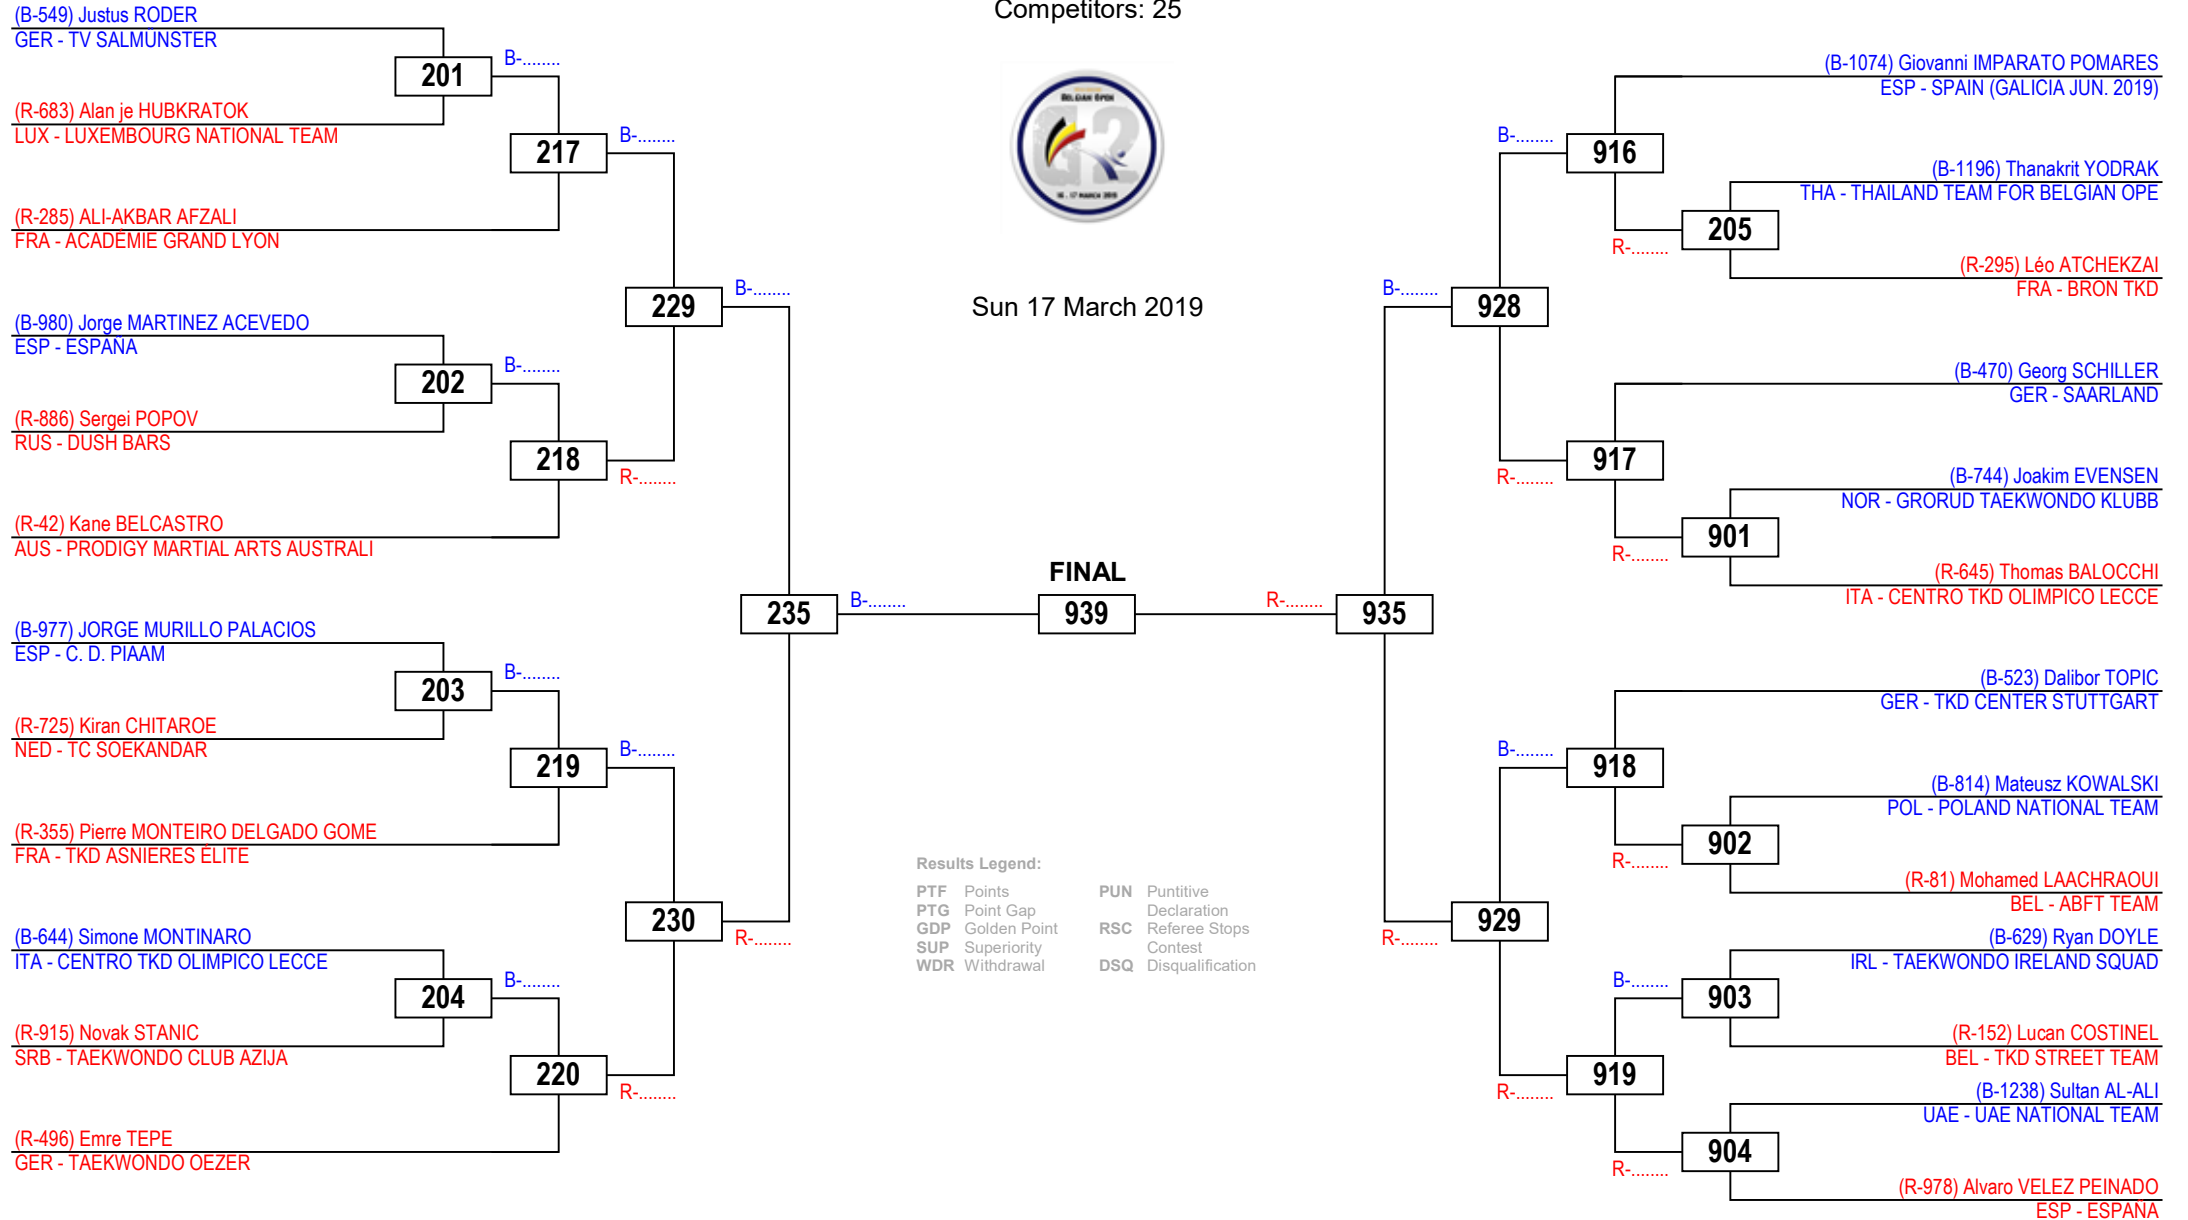 Competitors: 25
BELGIAN OPEN
G2
16 - 17 MARCH 2019
Sun 17 March 2019
(B-549) Justus RODER
GER - TV SALMÜNSTER
201
B-........
(R-683) Alan je HUBKRATOK
LUX - LUXEMBOURG NATIONAL TEAM
217
B-........
(R-285) ALI-AKBAR AFZALI
FRA - ACADÉMIE GRAND LYON
229
B-........
(B-980) Jorge MARTINEZ ACEVEDO
ESP - ESPAÑA
202
B-........
(R-886) Sergei POPOV
RUS - DUSH BARS
218
R-........
(R-42) Kane BELCASTRO
AUS - PRODIGY MARTIAL ARTS AUSTRALI
235
B-........
(B-977) JORGE MURILLO PALACIOS
ESP - C. D. PIAAM
203
B-........
(R-725) Kiran CHITAROE
NED - TC SOEKANDAR
219
B-........
(R-355) Pierre MONTEIRO DELGADO GOME
FRA - TKD ASNIERES ÉLITE
230
R-........
(B-644) Simone MONTINARO
ITA - CENTRO TKD OLIMPICO LECCE
204
B-........
(R-915) Novak STANIC
SRB - TAEKWONDO CLUB AZIJA
220
R-........
(R-496) Emre TEPE
GER - TAEKWONDO OEZER
FINAL
939
R-........
935
(B-1074) Giovanni IMPARATO POMARES
ESP - SPAIN (GALICIA JUN. 2019)
B-........
916
(B-1196) Thanakrit YODRAK
THA - THAILAND TEAM FOR BELGIAN OPE
R-........
205
(R-295) Léo ATCHEKZAI
FRA - BRON TKD
B-........
928
(B-470) Georg SCHILLER
GER - SAARLAND
R-........
917
(B-744) Joakim EVENSEN
NOR - GRORUD TAEKWONDO KLUBB
R-........
901
(R-645) Thomas BALOCCHI
ITA - CENTRO TKD OLIMPICO LECCE
(B-523) Dalibor TOPIC
GER - TKD CENTER STUTTGART
B-........
918
(B-814) Mateusz KOWALSKI
POL - POLAND NATIONAL TEAM
R-........
902
(R-81) Mohamed LAACHRAOUI
BEL - ABFT TEAM
R-........
929
(B-629) Ryan DOYLE
IRL - TAEKWONDO IRELAND SQUAD
B-........
903
(R-152) Lucan COSTINEL
BEL - TKD STREET TEAM
R-........
919
(B-1238) Sultan AL-ALI
UAE - UAE NATIONAL TEAM
R-........
904
(R-978) Alvaro VELEZ PEINADO
ESP - ESPAÑA
Results Legend:
PTF Points
PTG Point Gap
GDP Golden Point
SUP Superiority
WDR Withdrawal
PUN Puntitive
Declaration
RSC Referee Stops
Contest
DSQ Disqualification